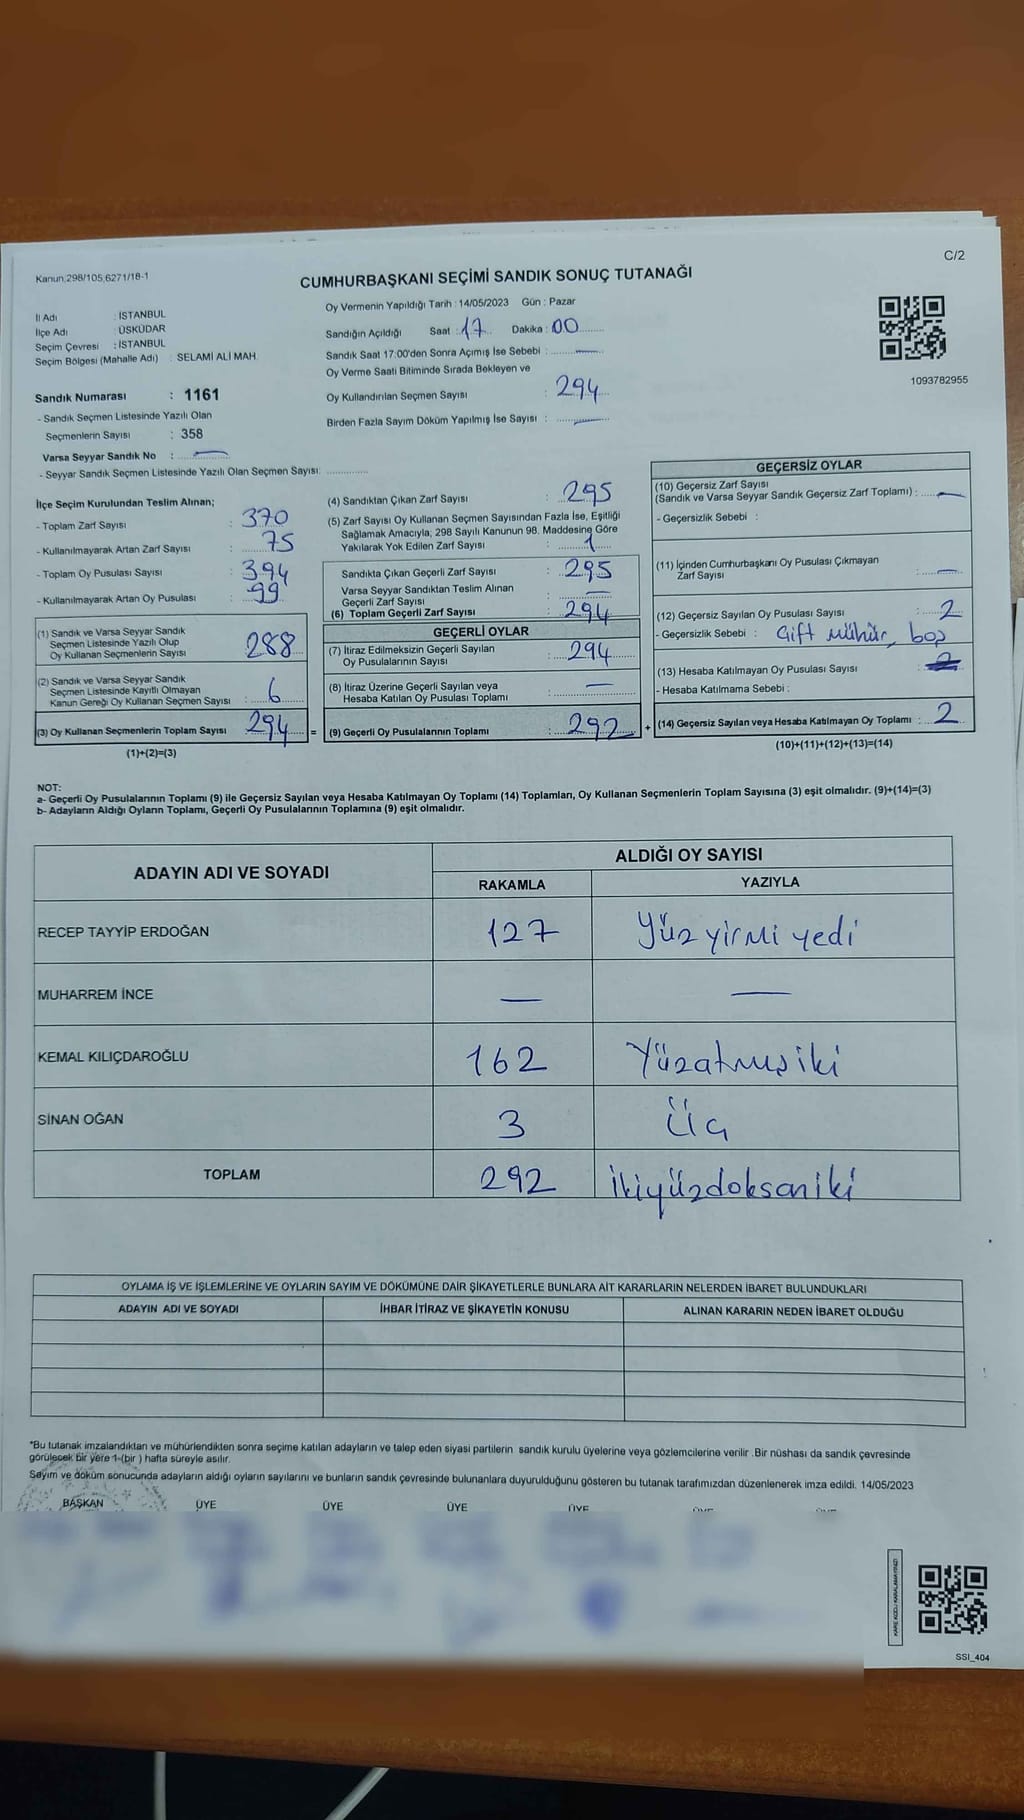 Kanun:298/105,6271/18-1
C/2
CUMHURBAŞKANI SEÇİMİ SANDIK SONUÇ TUTANAĞI
İl Adı : İSTANBUL
İlçe Adı : ÜSKÜDAR
Seçim Çevresi : İSTANBUL
Seçim Bölgesi (Mahalle Adı) : SELAMİ ALİ MAH.
Sandık Numarası : 1161
- Sandık Seçmen Listesinde Yazılı Olan
Seçmenlerin Sayısı : 358
Varsa Seyyar Sandık No : —
- Seyyar Sandık Seçmen Listesinde Yazılı Olan Seçmen Sayısı: ..............
Oy Vermenin Yapıldığı Tarih : 14/05/2023 Gün : Pazar
Sandığın Açıldığı Saat : 17 Dakika : 00
Sandık Saat 17:00'den Sonra Açımış İse Sebebi : —
Oy Verme Saati Bitiminde Sırada Bekleyen ve
Oy Kullandırılan Seçmen Sayısı : 294
Birden Fazla Sayım Döküm Yapılmış İse Sayısı : —
1093782955
İlçe Seçim Kurulundan Teslim Alınan;
- Toplam Zarf Sayısı : 370
- Kullanılmayarak Artan Zarf Sayısı : 75
- Toplam Oy Pusulası Sayısı : 394
- Kullanılmayarak Artan Oy Pusulası : 99
(1) Sandık ve Varsa Seyyar Sandık
Seçmen Listesinde Yazılı Olup
Oy Kullanan Seçmenlerin Sayısı : 288
(2) Sandık ve Varsa Seyyar Sandık
Seçmen Listesinde Kayıtlı Olmayan
Kanun Gereği Oy Kullanan Seçmen Sayısı : 6
(3) Oy Kullanan Seçmenlerin Toplam Sayısı : 294 =
(1)+(2)=(3)
(4) Sandıktan Çıkan Zarf Sayısı : 295
(5) Zarf Sayısı Oy Kullanan Seçmen Sayısından Fazla İse, Eşitliği
Sağlamak Amacıyla; 298 Sayılı Kanunun 98. Maddesine Göre
Yakılarak Yok Edilen Zarf Sayısı : 1
Sandıkta Çıkan Geçerli Zarf Sayısı : 295
Varsa Seyyar Sandıktan Teslim Alınan
Geçerli Zarf Sayısı : —
(6) Toplam Geçerli Zarf Sayısı : 294
GEÇERLİ OYLAR
(7) İtiraz Edilmeksizin Geçerli Sayılan
Oy Pusulalarının Sayısı : 294
(8) İtiraz Üzerine Geçerli Sayılan veya
Hesaba Katılan Oy Pusulası Toplamı : —
(9) Geçerli Oy Pusulalarının Toplamı : 292 +
GEÇERSİZ OYLAR
(10) Geçersiz Zarf Sayısı
(Sandık ve Varsa Seyyar Sandık Geçersiz Zarf Toplamı) : —
- Geçersizlik Sebebi :
(11) İçinden Cumhurbaşkanı Oy Pusulası Çıkmayan
Zarf Sayısı : —
(12) Geçersiz Sayılan Oy Pusulası Sayısı : 2
- Geçersizlik Sebebi : Çift mühür, boş
(13) Hesaba Katılmayan Oy Pusulası Sayısı :
- Hesaba Katılmama Sebebi :
(14) Geçersiz Sayılan veya Hesaba Katılmayan Oy Toplamı : 2
(10)+(11)+(12)+(13)=(14)
NOT:
a- Geçerli Oy Pusulalarının Toplamı (9) ile Geçersiz Sayılan veya Hesaba Katılmayan Oy Toplamı (14) Toplamları, Oy Kullanan Seçmenlerin Toplam Sayısına (3) eşit olmalıdır. (9)+(14)=(3)
b- Adayların Aldığı Oyların Toplamı, Geçerli Oy Pusulalarının Toplamına (9) eşit olmalıdır.
ADAYIN ADI VE SOYADI
ALDIĞI OY SAYISI
RAKAMLA YAZIYLA
RECEP TAYYİP ERDOĞAN 127 Yüzyirmi yedi
MUHARREM İNCE — —
KEMAL KILIÇDAROĞLU 162 Yüzatmışiki
SİNAN OĞAN 3 Üç
TOPLAM 292 İkiyüzdoksaniki
OYLAMA İŞ VE İŞLEMLERİNE VE OYLARIN SAYIM VE DÖKÜMÜNE DAİR ŞİKAYETLERLE BUNLARA AİT KARARLARIN NELERDEN İBARET BULUNDUKLARI
ADAYIN ADI VE SOYADI İHBAR İTİRAZ VE ŞİKAYETİN KONUSU ALINAN KARARIN NEDEN İBARET OLDUĞU
*Bu tutanak imzalandıktan ve mühürlendikten sonra seçime katılan adayların ve talep eden siyasi partilerin sandık kurulu üyelerine veya gözlemcilerine verilir .Bir nüshası da sandık çevresinde
görülecek bir yere 1-(bir ) hafta süreyle asılır.
Sayım ve döküm sonucunda adayların aldığı oyların sayılarını ve bunların sandık çevresinde bulunanlara duyurulduğunu gösteren bu tutanak tarafımızdan düzenlenerek imza edildi. 14/05/2023
BAŞKAN ÜYE ÜYE ÜYE ÜYE
SSI_404